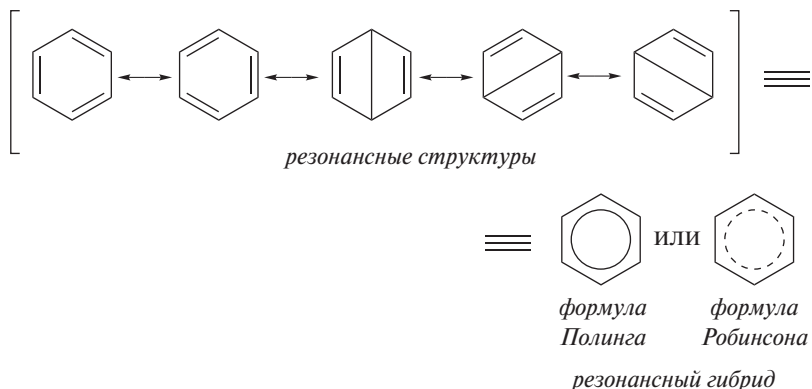 резонансные структуры
или
формула формула
Полинга Робинсона
резонансный гибрид